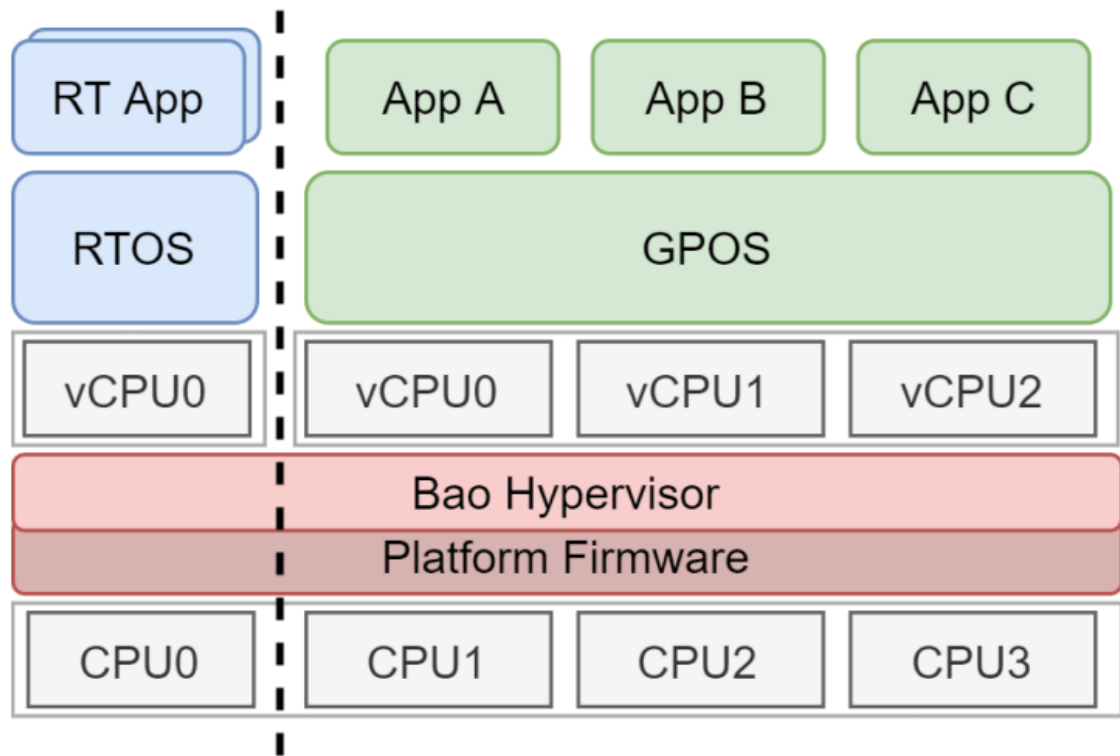 RT App
App A
App B
App C
RTOS
GPOS
vCPU0
vCPU0
vCPU1
vCPU2
Bao Hypervisor
Platform Firmware
CPU0
CPU1
CPU2
CPU3